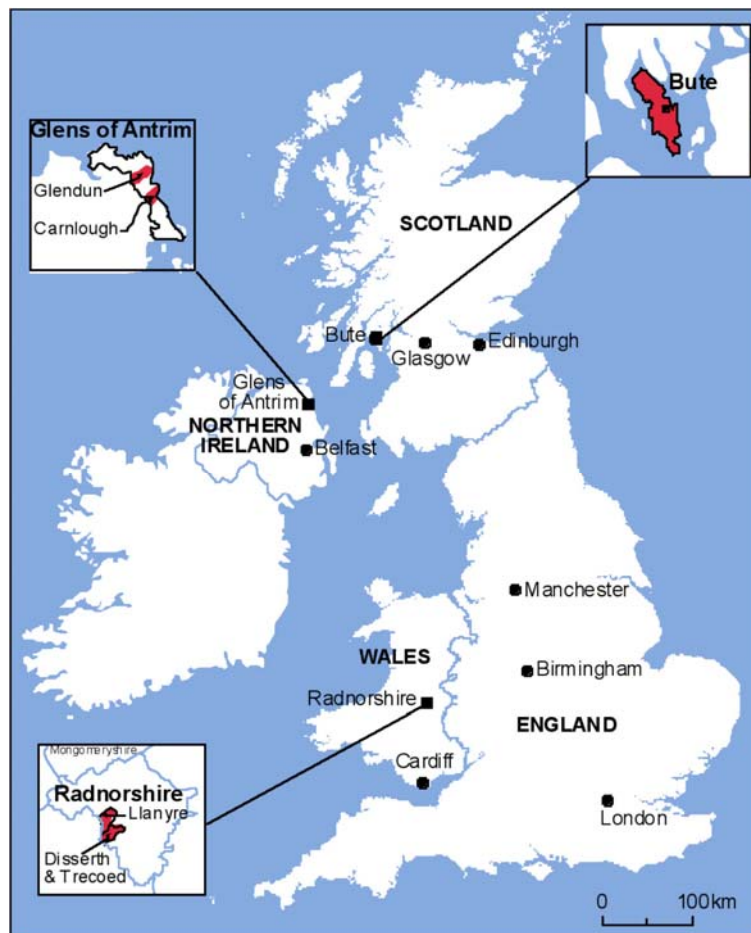 Bute
Glens of Antrim
Glendun
Carnlough
SCOTLAND
Bute
Glasgow
Edinburgh
Glens
of Antrim
NORTHERN
IRELAND
Belfast
Manchester
WALES
Birmingham
Radnorshire
ENGLAND
Mongomeryshire
Radnorshire
Llanyre
Disserth
& Trecoed
Cardiff
London
0 100km